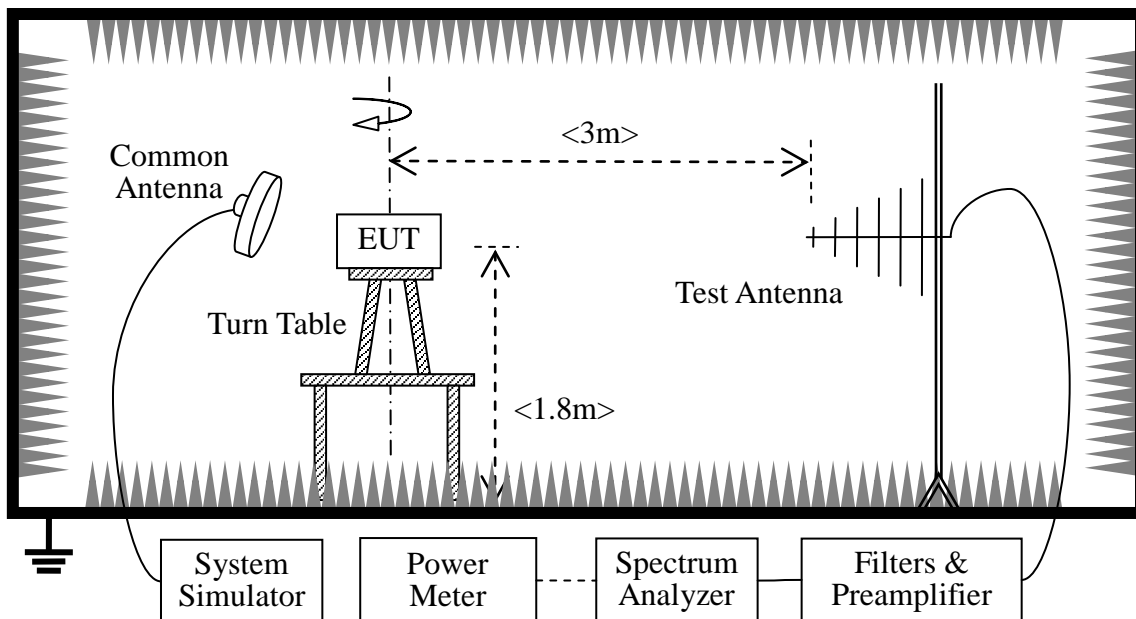 <3m>
Common
Antenna
EUT
Test Antenna
Turn Table
<1.8m>
System
Simulator
Power
Meter
Spectrum
Analyzer
Filters &
Preamplifier